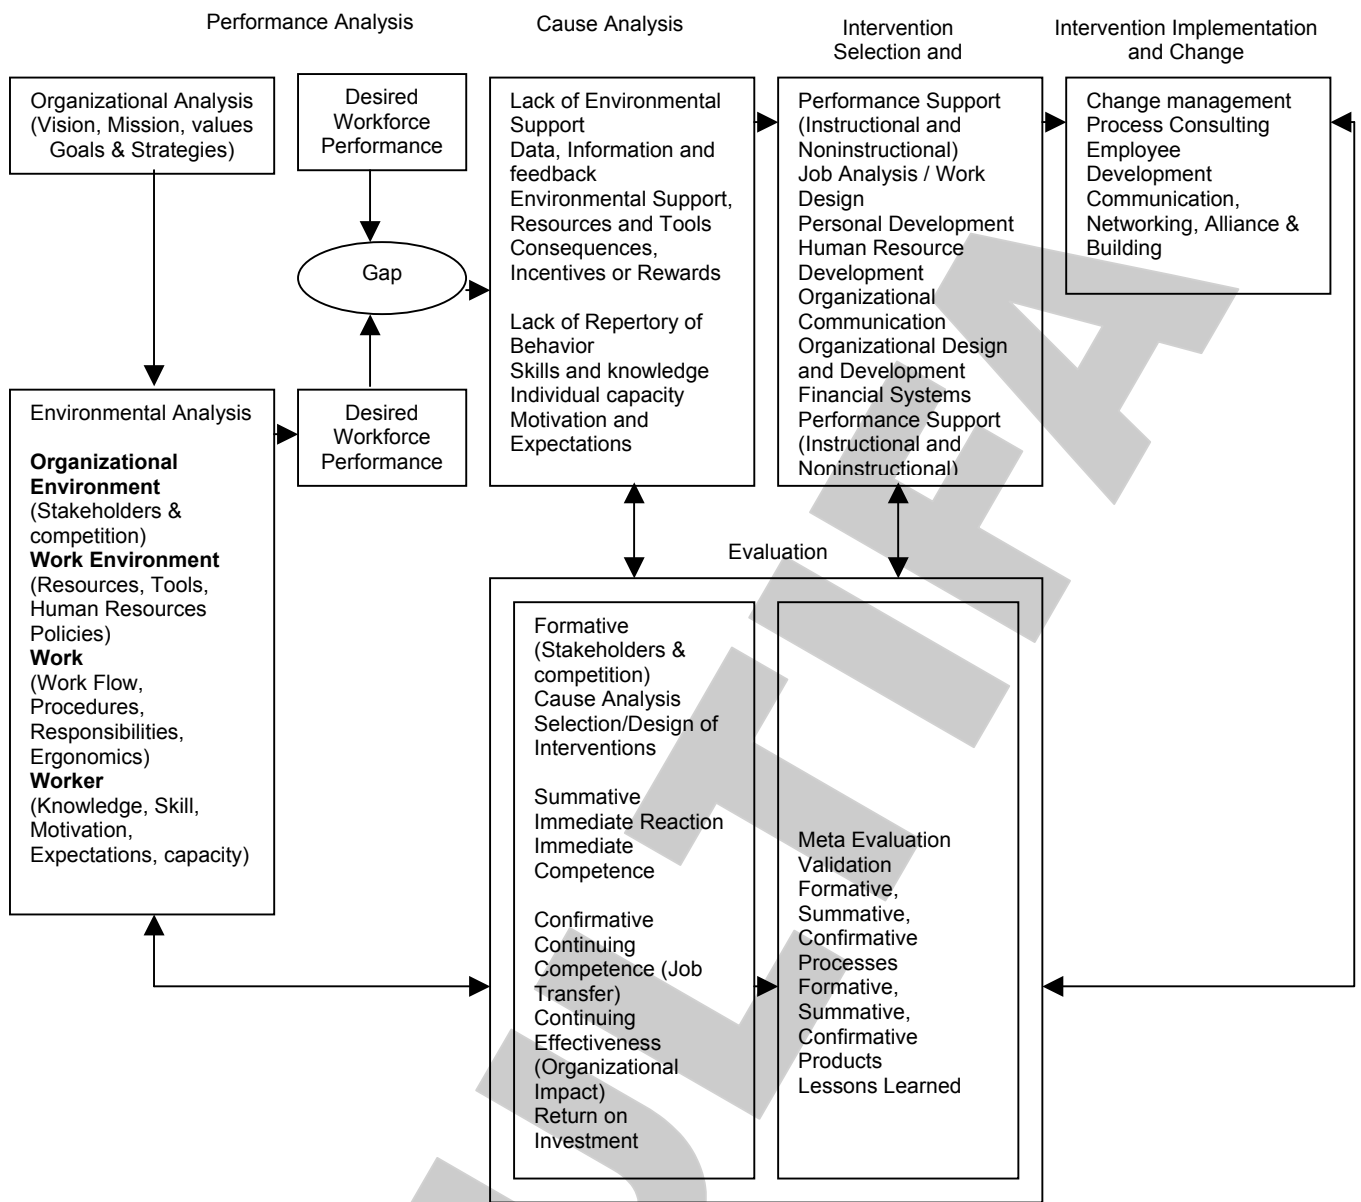 Performance Analysis
Cause Analysis
Intervention
Selection and
Intervention Implementation
and Change
Organizational Analysis
(Vision, Mission, values
Goals & Strategies)
Desired
Workforce
Performance
Gap
Desired
Workforce
Performance
Environmental Analysis
Organizational
Environment
(Stakeholders &
competition)
Work Environment
(Resources, Tools,
Human Resources
Policies)
Work
(Work Flow,
Procedures,
Responsibilities,
Ergonomics)
Worker
(Knowledge, Skill,
Motivation,
Expectations, capacity)
Lack of Environmental
Support
Data, Information and
feedback
Environmental Support,
Resources and Tools
Consequences,
Incentives or Rewards
Lack of Repertory of
Behavior
Skills and knowledge
Individual capacity
Motivation and
Expectations
Performance Support
(Instructional and
Noninstructional)
Job Analysis / Work
Design
Personal Development
Human Resource
Development
Organizational
Communication
Organizational Design
and Development
Financial Systems
Performance Support
(Instructional and
Noninstructional)
Change management
Process Consulting
Employee
Development
Communication,
Networking, Alliance &
Building
Evaluation
Formative
(Stakeholders &
competition)
Cause Analysis
Selection/Design of
Interventions
Summative
Immediate Reaction
Immediate
Competence
Confirmative
Continuing
Competence (Job
Transfer)
Continuing
Effectiveness
(Organizational
Impact)
Return on
Investment
Meta Evaluation
Validation
Formative,
Summative,
Confirmative
Processes
Formative,
Summative,
Confirmative
Products
Lessons Learned
ULTIFA